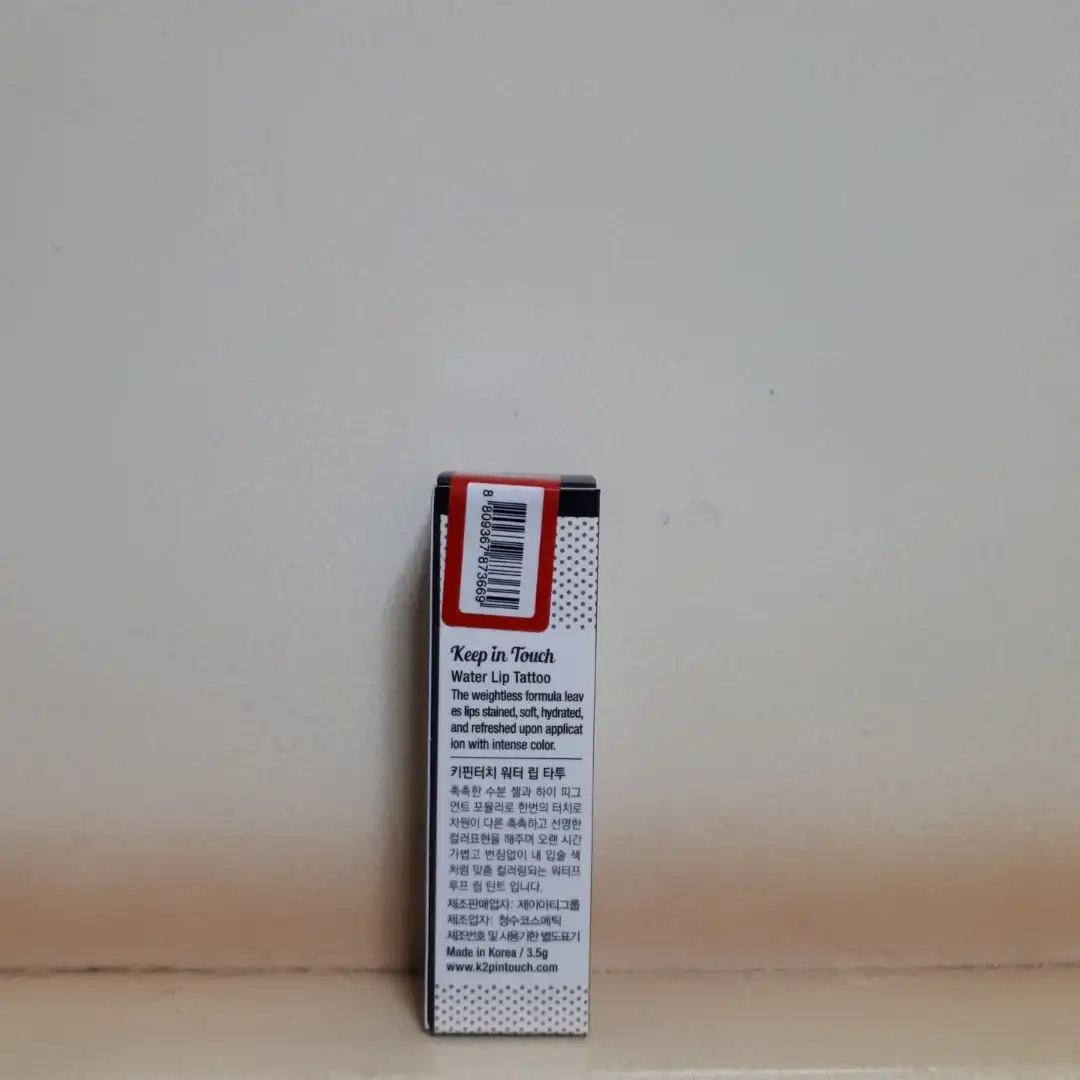 8 809367 873669
Keep in Touch
Water Lip Tattoo
The weightless formula leav
es lips stained, soft, hydrated,
and refreshed upon applicat
ion with intense color.
키핀터치 워터 립 타투
촉촉한 수분 젤과 하이 피그
먼트 포뮬러로 한번의 터치로
차원이 다른 촉촉하고 선명한
컬러표현을 해주며 오랜 시간
가볍고 번짐없이 내 입술 색
처럼 맞춤 컬러링되는 워터프
루프 립 틴트 입니다.
제조판매업자: 제이아티그룹
제조업자: 청수코스메틱
제조번호 및 사용기한 별도표기
Made in Korea / 3.5g
www.k2pintouch.com